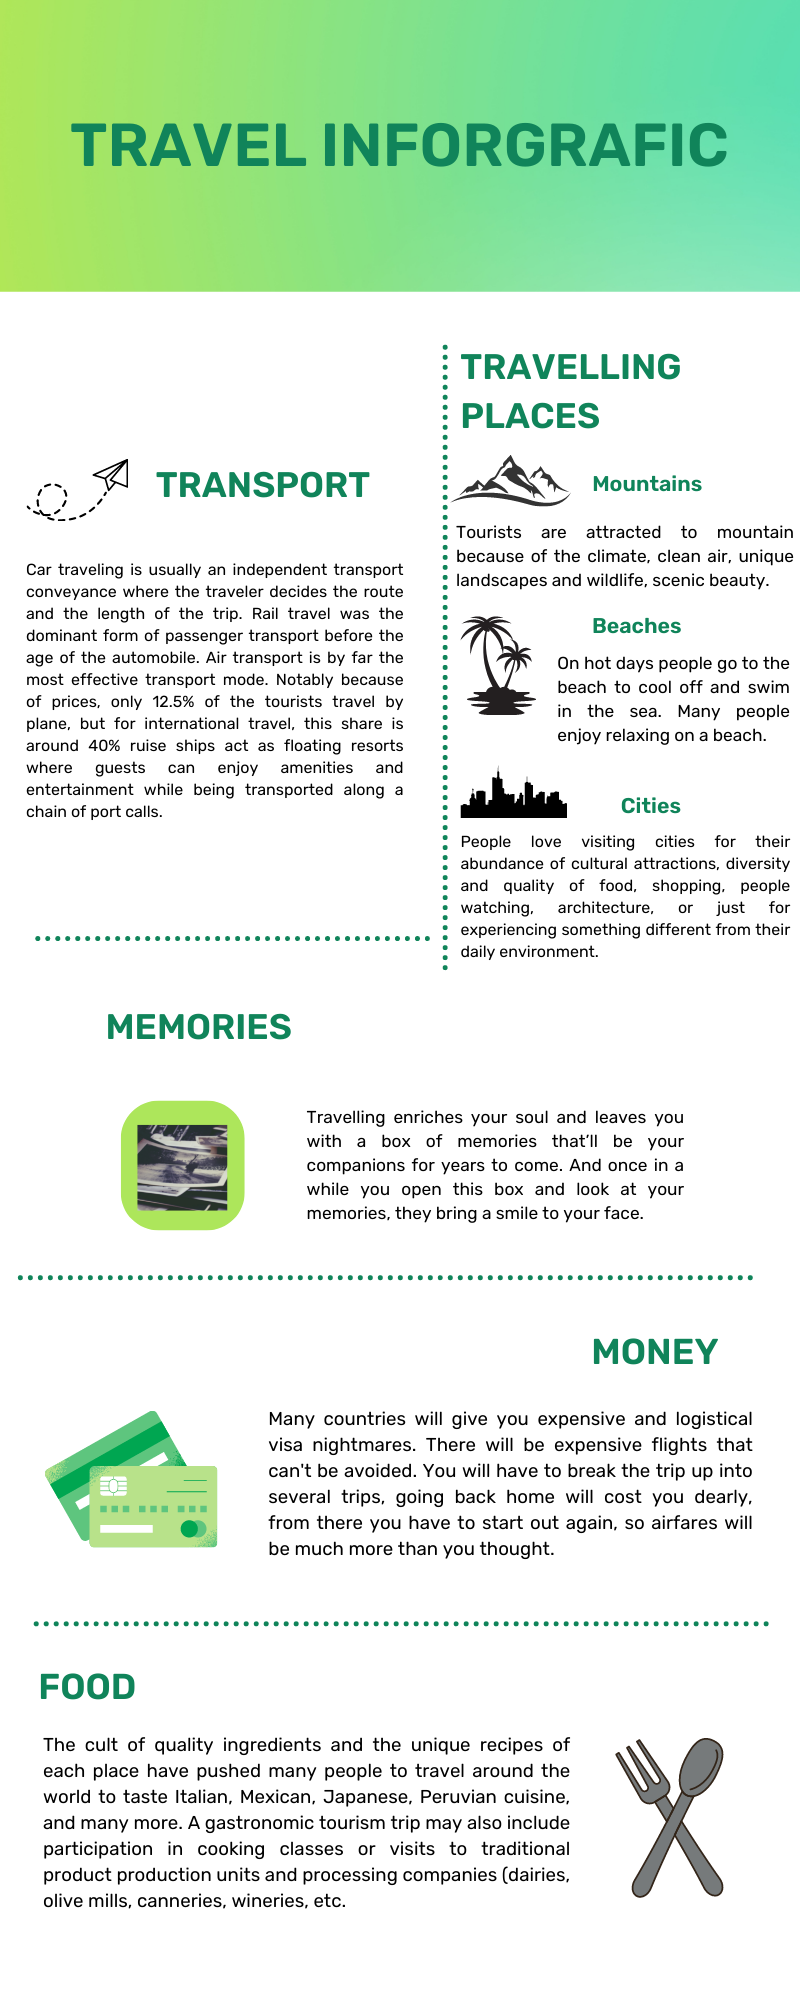 TRAVEL INFORGRAFIC
TRANSPORT
Car traveling is usually an independent transport
conveyance where the traveler decides the route
and the length of the trip. Rail travel was the
dominant form of passenger transport before the
age of the automobile. Air transport is by far the
most effective transport mode. Notably because
of prices, only 12.5% of the tourists travel by
plane, but for international travel, this share is
around 40% ruise ships act as floating resorts
where guests can enjoy amenities and
entertainment while being transported along a
chain of port calls.
TRAVELLING
PLACES
Mountains
Tourists are attracted to mountain
because of the climate, clean air, unique
landscapes and wildlife, scenic beauty.
Beaches
On hot days people go to the
beach to cool off and swim
in the sea. Many people
enjoy relaxing on a beach.
Cities
People love visiting cities for their
abundance of cultural attractions, diversity
and quality of food, shopping, people
watching, architecture, or just for
experiencing something different from their
daily environment.
MEMORIES
Travelling enriches your soul and leaves you
with a box of memories that’ll be your
companions for years to come. And once in a
while you open this box and look at your
memories, they bring a smile to your face.
MONEY
Many countries will give you expensive and logistical
visa nightmares. There will be expensive flights that
can't be avoided. You will have to break the trip up into
several trips, going back home will cost you dearly,
from there you have to start out again, so airfares will
be much more than you thought.
FOOD
The cult of quality ingredients and the unique recipes of
each place have pushed many people to travel around the
world to taste Italian, Mexican, Japanese, Peruvian cuisine,
and many more. A gastronomic tourism trip may also include
participation in cooking classes or visits to traditional
product production units and processing companies (dairies,
olive mills, canneries, wineries, etc.